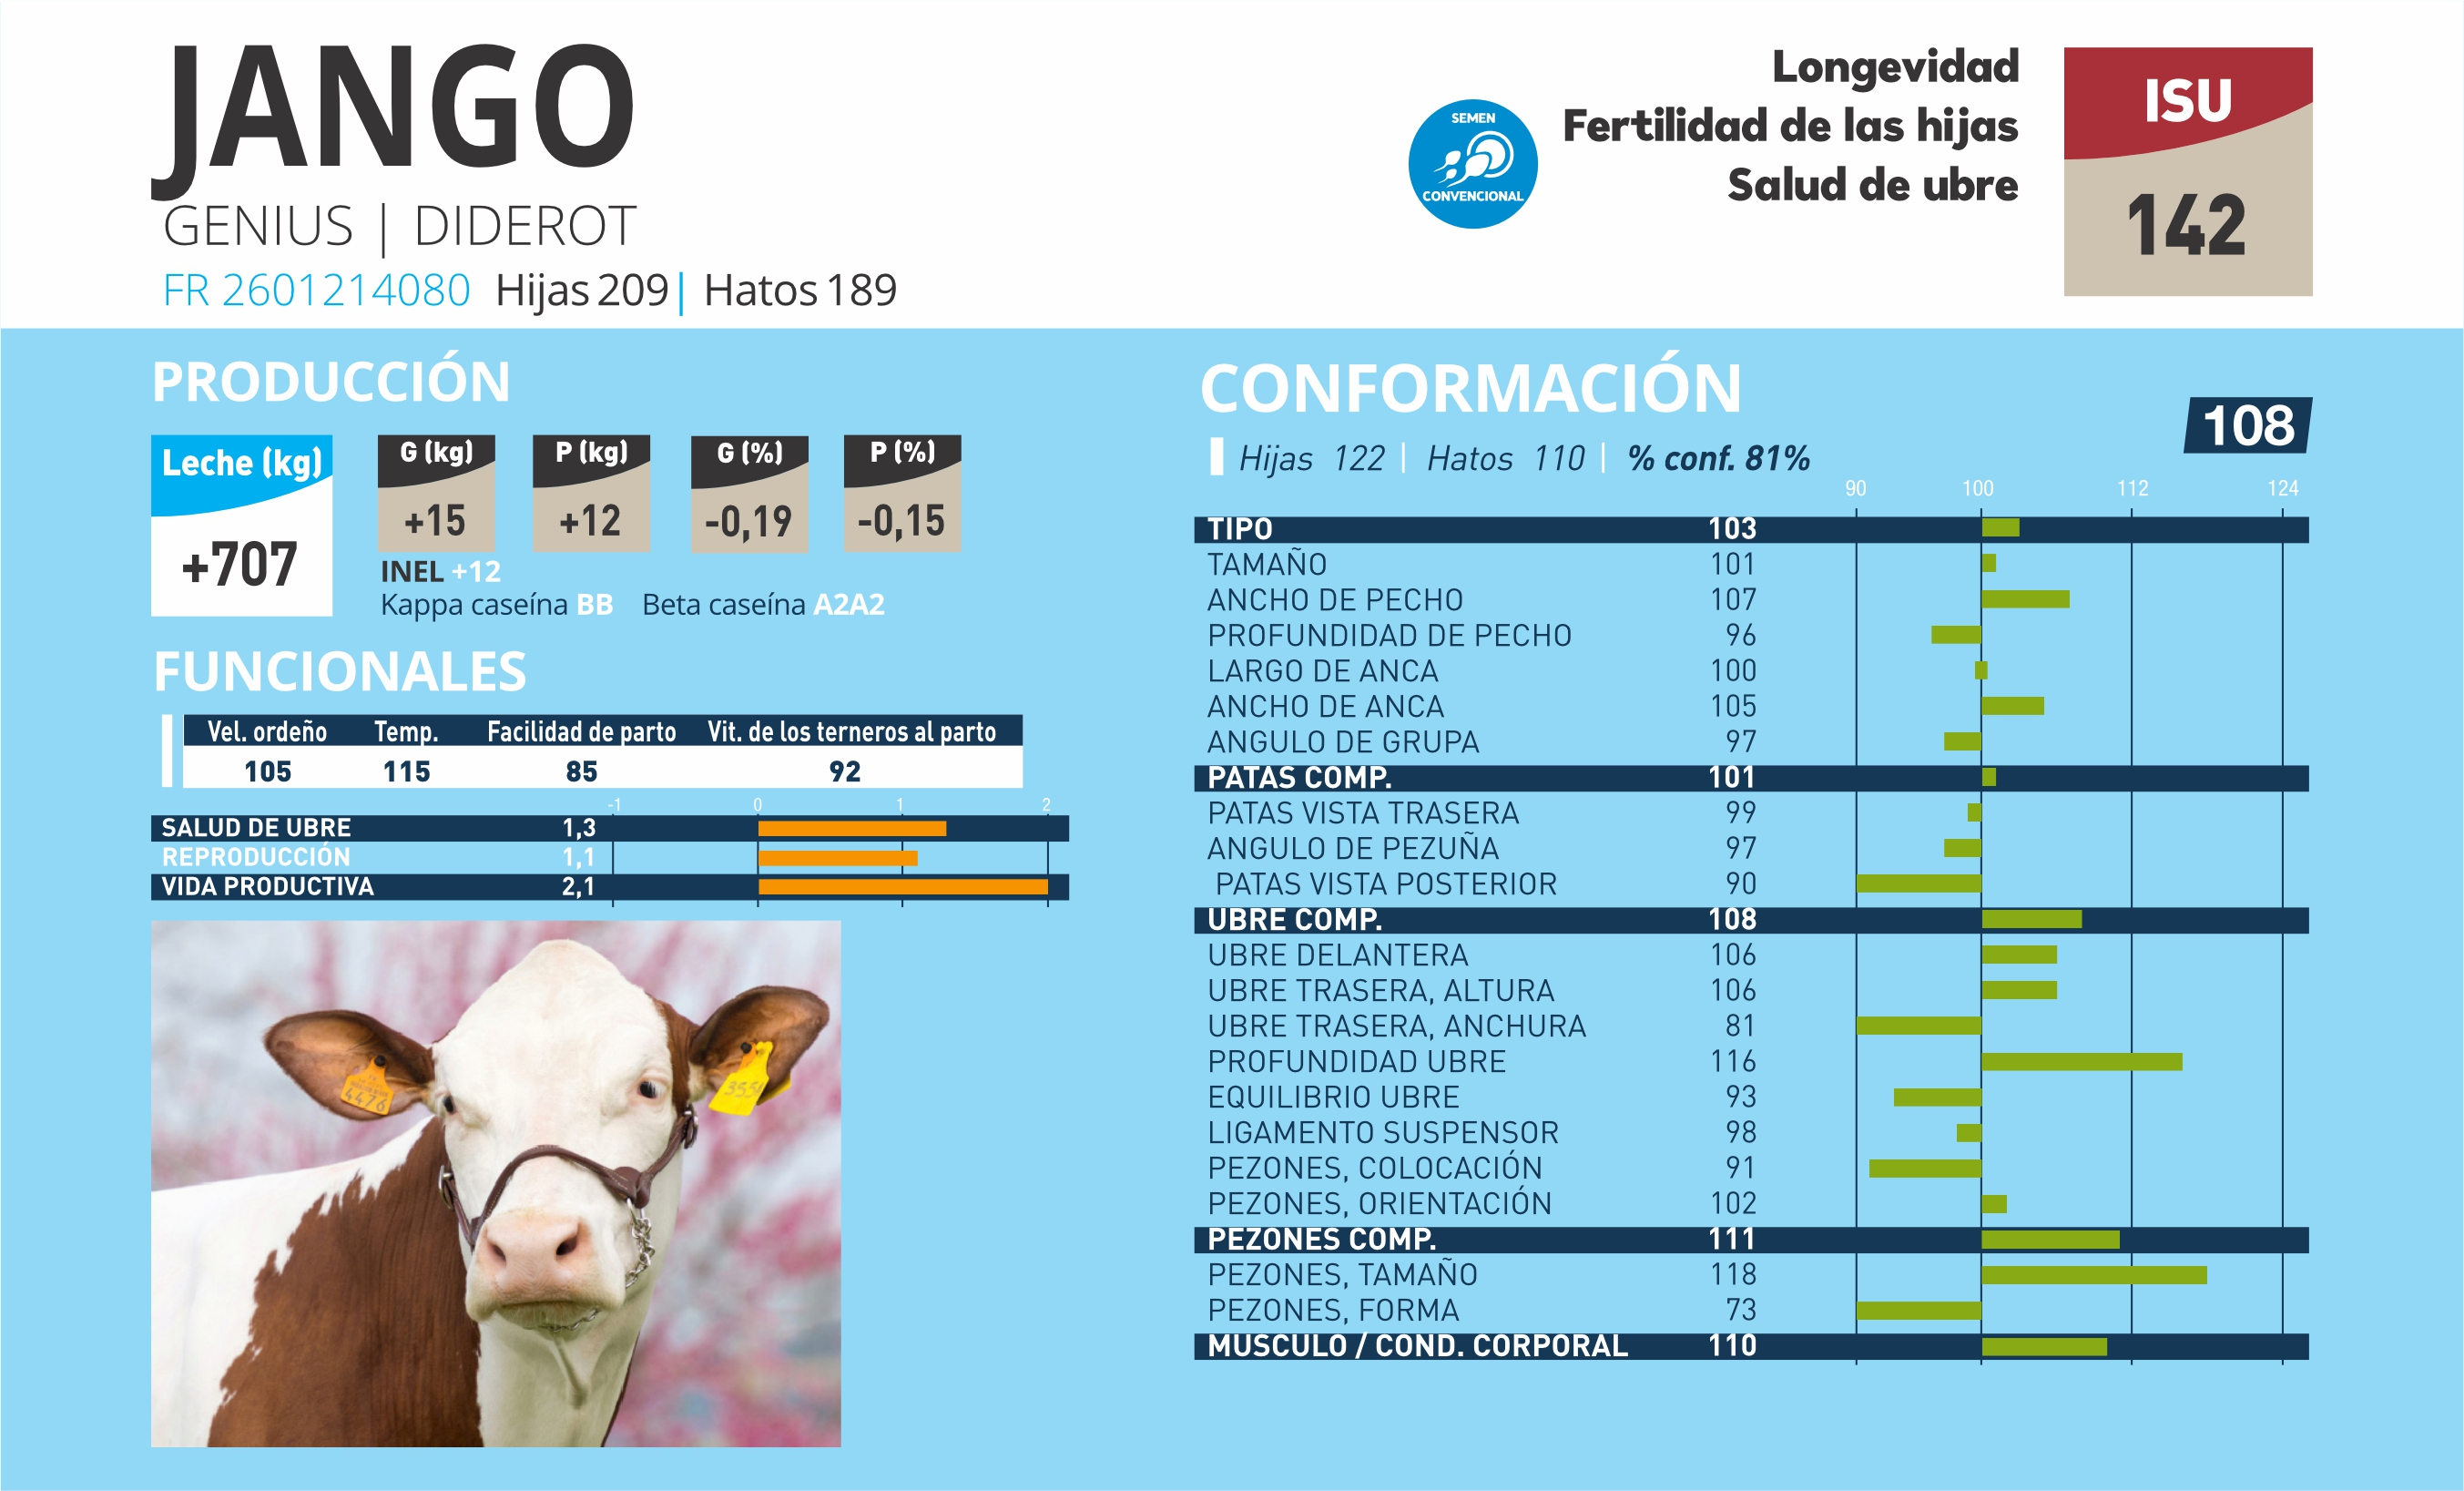 JANGO
GENIUS | DIDEROT
FR 2601214080 Hijas 209 | Hatos 189
SEMEN
CONVENCIONAL
Longevidad
Fertilidad de las hijas
Salud de ubre
ISU
142
PRODUCCIÓN
Leche (kg)
+707
G (kg)
+15
P (kg)
+12
G (%)
-0,19
P (%)
-0,15
INEL +12
Kappa caseína BB Beta caseína A2A2
FUNCIONALES
Vel. ordeño Temp. Facilidad de parto Vit. de los terneros al parto
105 115 85 92
-1 0 1 2
SALUD DE UBRE 1,3
REPRODUCCIÓN 1,1
VIDA PRODUCTIVA 2,1
4476
CONFORMACIÓN
108
Hijas 122 | Hatos 110 | % conf. 81%
90 100 112 124
TIPO 103
TAMAÑO 101
ANCHO DE PECHO 107
PROFUNDIDAD DE PECHO 96
LARGO DE ANCA 100
ANCHO DE ANCA 105
ANGULO DE GRUPA 97
PATAS COMP. 101
PATAS VISTA TRASERA 99
ANGULO DE PEZUÑA 97
PATAS VISTA POSTERIOR 90
UBRE COMP. 108
UBRE DELANTERA 106
UBRE TRASERA, ALTURA 106
UBRE TRASERA, ANCHURA 81
PROFUNDIDAD UBRE 116
EQUILIBRIO UBRE 93
LIGAMENTO SUSPENSOR 98
PEZONES, COLOCACIÓN 91
PEZONES, ORIENTACIÓN 102
PEZONES COMP. 111
PEZONES, TAMAÑO 118
PEZONES, FORMA 73
MUSCULO / COND. CORPORAL 110